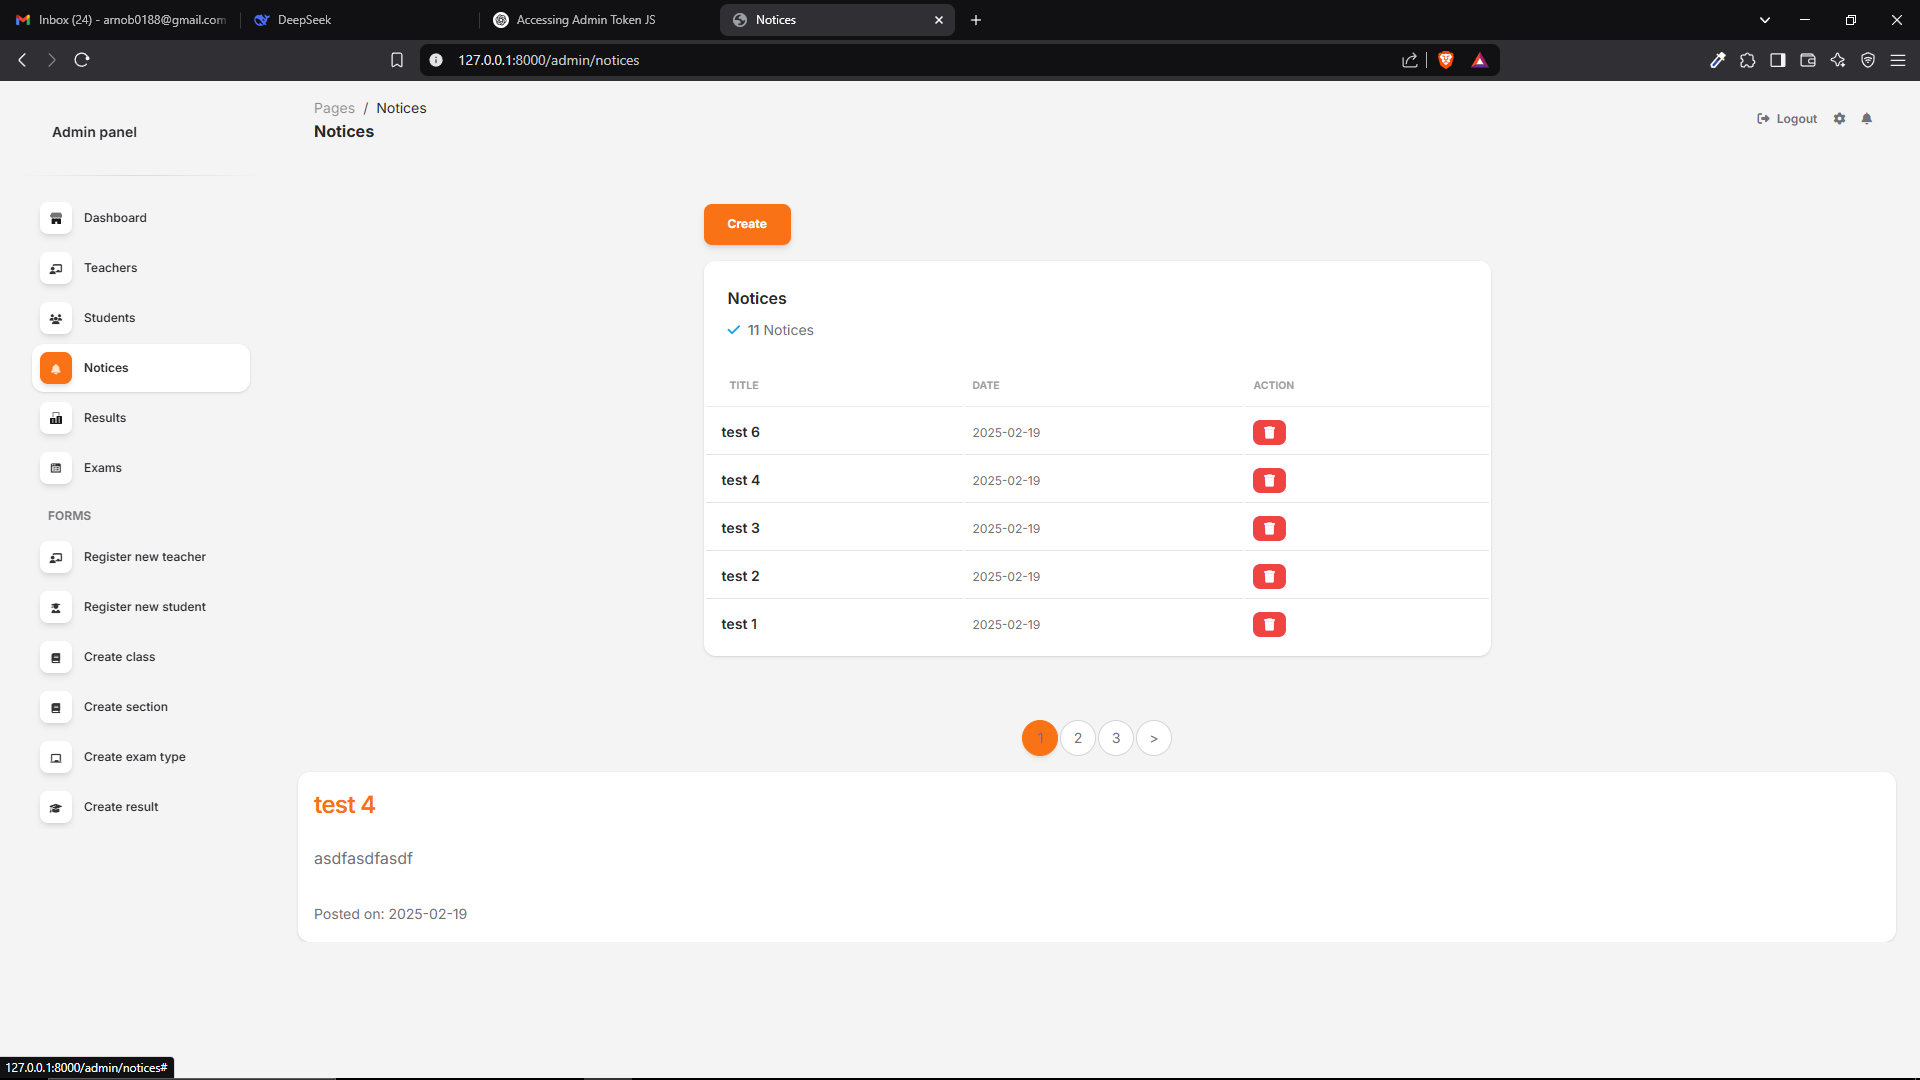 Inbox (24) - arnob0188@gmail.com
DeepSeek
Accessing Admin Token JS
Notices
127.0.0.1:8000/admin/notices
Admin panel
Pages / Notices
Notices
Logout
Dashboard
Teachers
Students
Notices
Results
Exams
FORMS
Register new teacher
Register new student
Create class
Create section
Create exam type
Create result
Create
Notices
11 Notices
TITLE DATE ACTION
test 6 2025-02-19
test 4 2025-02-19
test 3 2025-02-19
test 2 2025-02-19
test 1 2025-02-19
1 2 3 >
test 4
asdfasdfasdf
Posted on: 2025-02-19
127.0.0.1:8000/admin/notices#